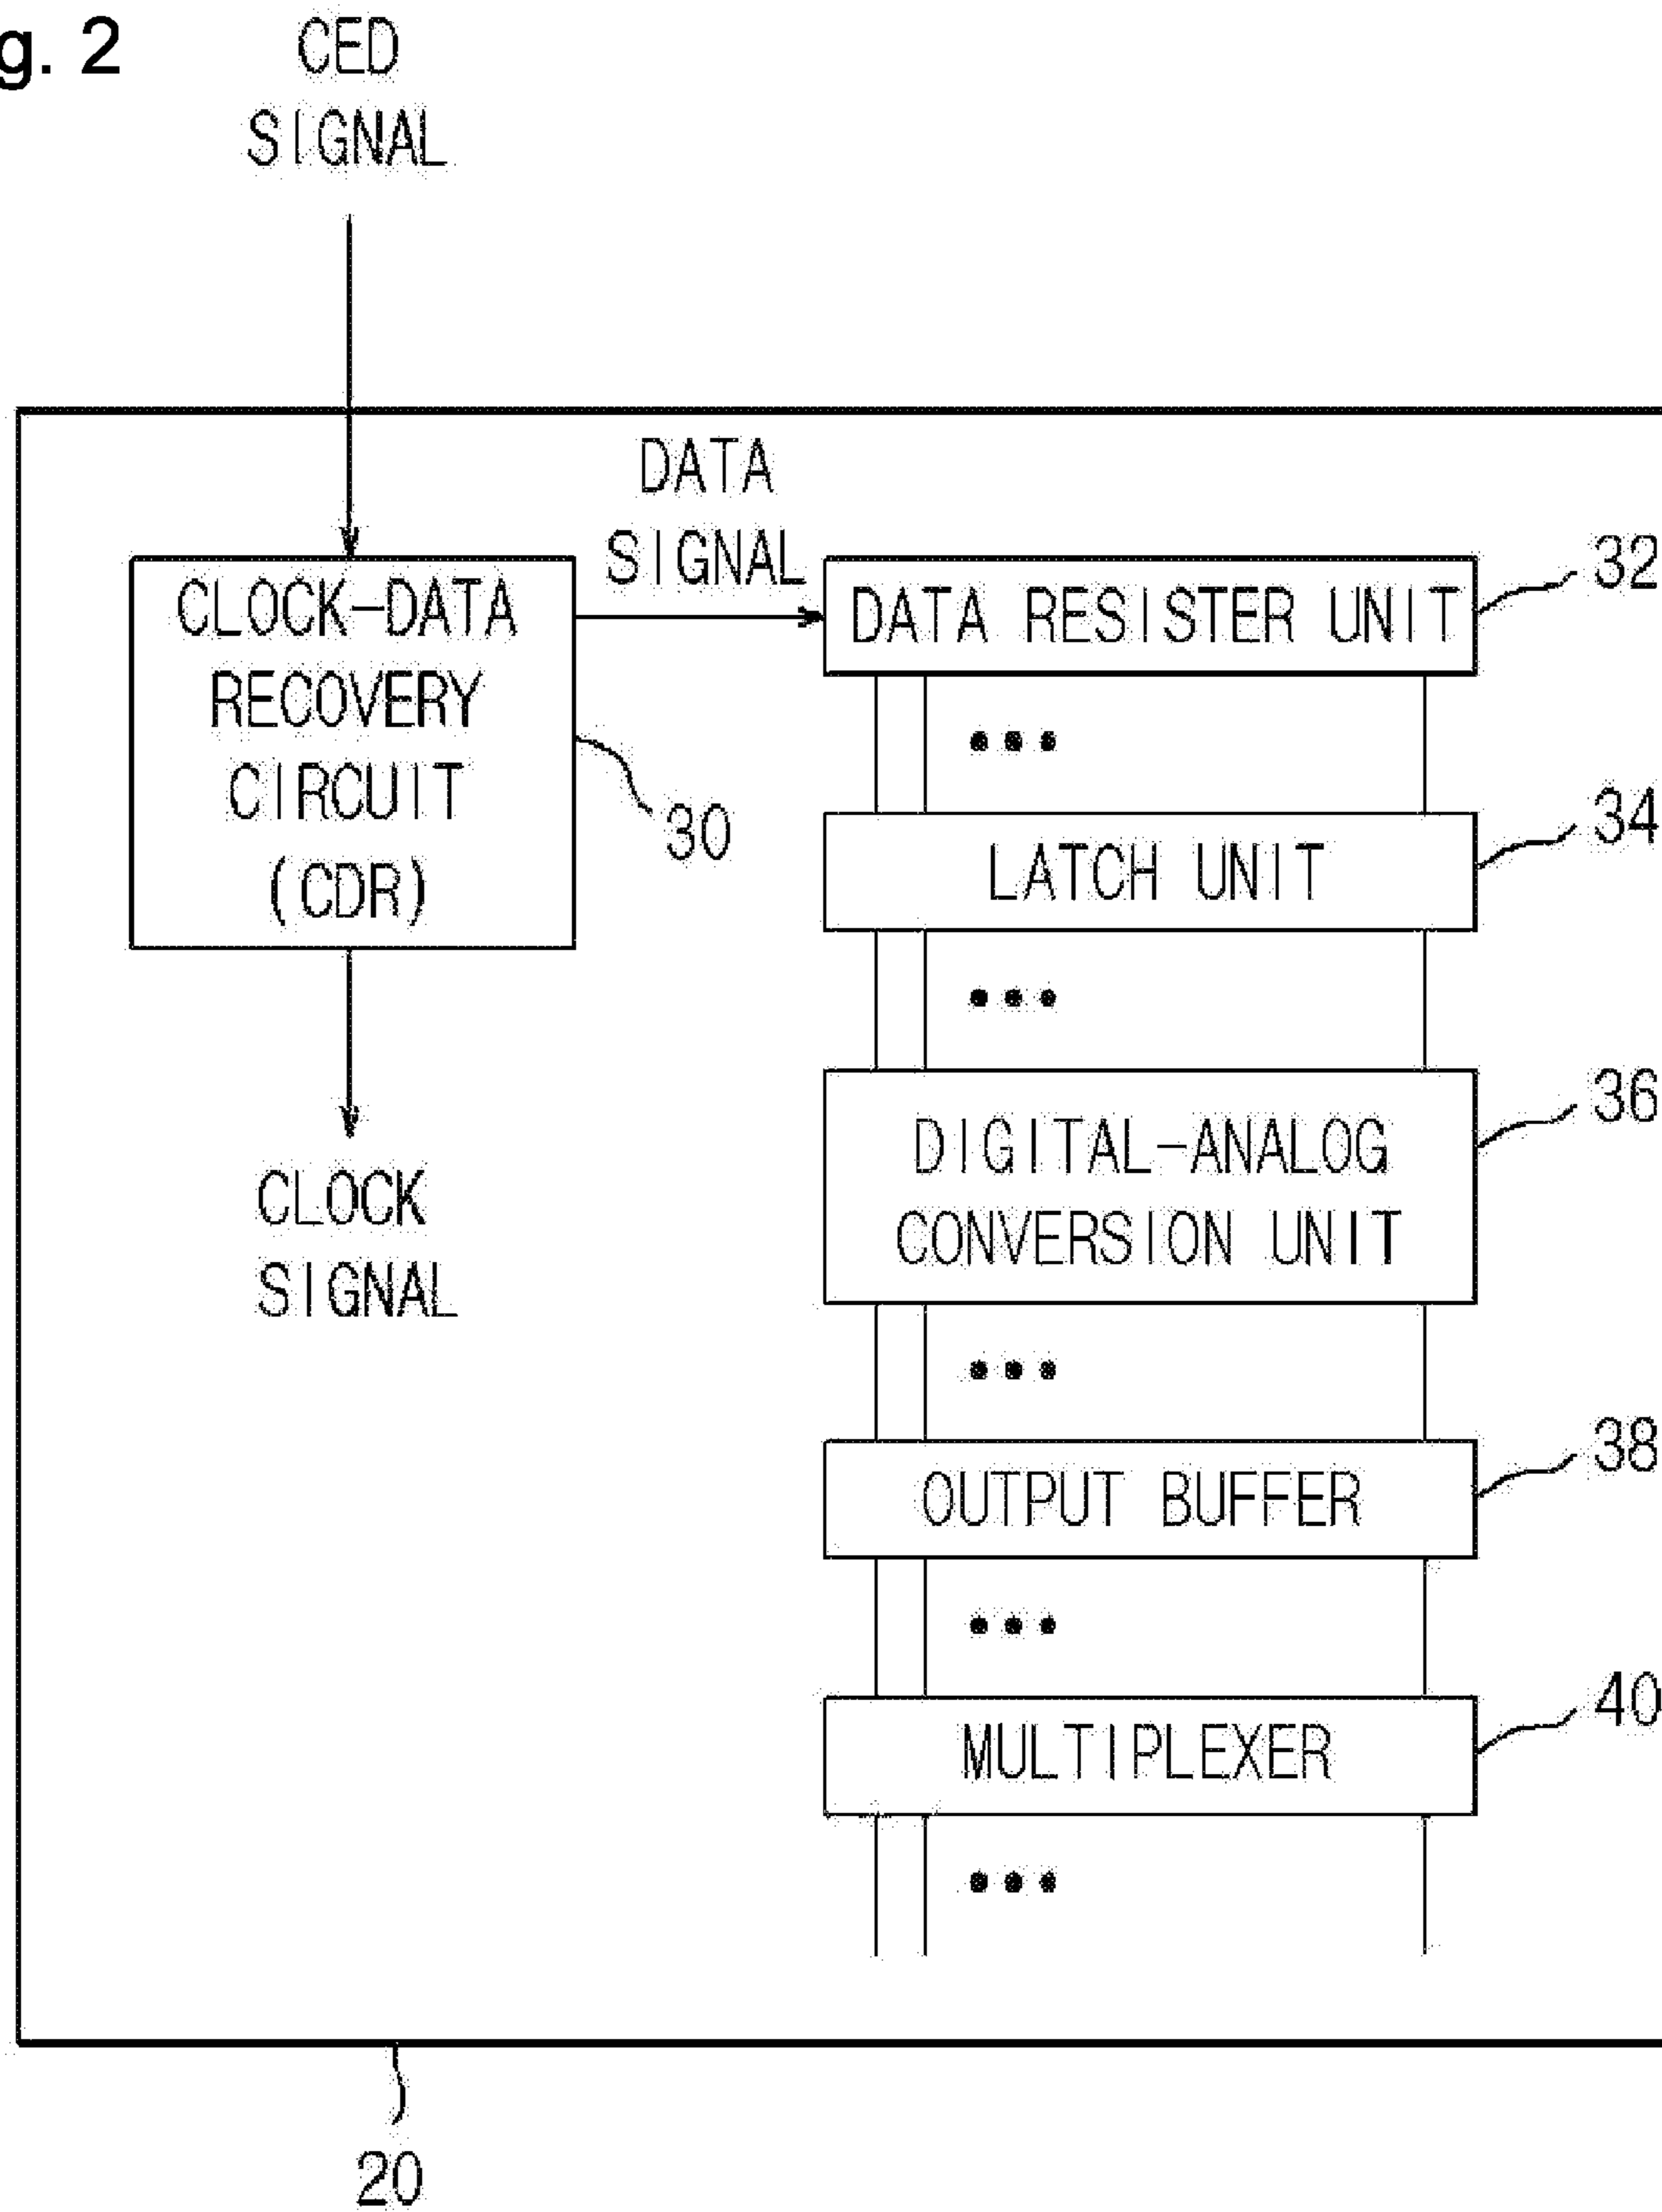 g. 2
CED
SIGNAL
DATA
SIGNAL
CLOCK-DATA
RECOVERY
CIRCUIT
(CDR)
30
DATA RESISTER UNIT
32
LATCH UNIT
34
DIGITAL-ANALOG
CONVERSION UNIT
36
CLOCK
SIGNAL
OUTPUT BUFFER
38
MULTIPLEXER
40
20